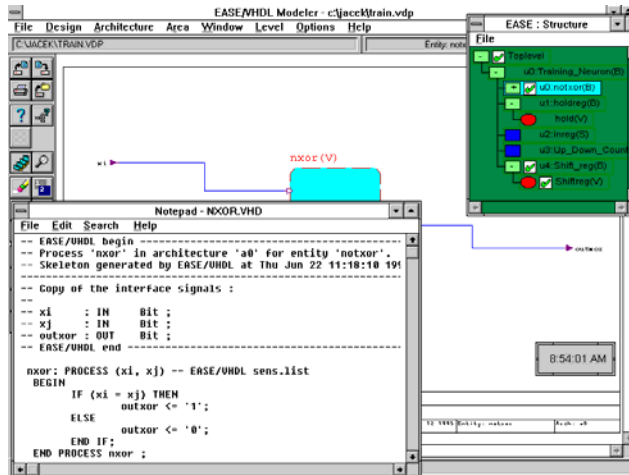 EASE/VHDL Modeler - c:\jacek\train.vdp
File Design Architecture Area Window Level Options Help
C:\JACEK\TRAIN.VDP
Entity: notxo
EASE : Structure
File
Toplevel
u0:Training_Neuron(B)
u0:notxor(B)
u1:holdreg(B)
hold(V)
u2:Inreg(S)
u3:Up_Down_Count
u4:Shift_reg(B)
Shiftreg(V)
xi
nxor(V)
outxor
Notepad - NXOR.VHD
File Edit Search Help
-- EASE/VHDL begin --------------------------------
-- Process 'nxor' in architecture 'a0' for entity 'notxor'.
-- Skeleton generated by EASE/VHDL at Thu Jun 22 11:18:10 199
---------------------------------------------------
-- Copy of the interface signals :
--
-- xi : IN Bit ;
-- xj : IN Bit ;
-- outxor : OUT Bit ;
-- EASE/VHDL end ----------------------------------
nxor: PROCESS (xi, xj) -- EASE/VHDL sens.list
BEGIN
IF (xi = xj) THEN
outxor <= '1';
ELSE
outxor <= '0';
END IF;
END PROCESS nxor ;
8:54:01 AM
12 1995 Entity: notxor Arch: a0